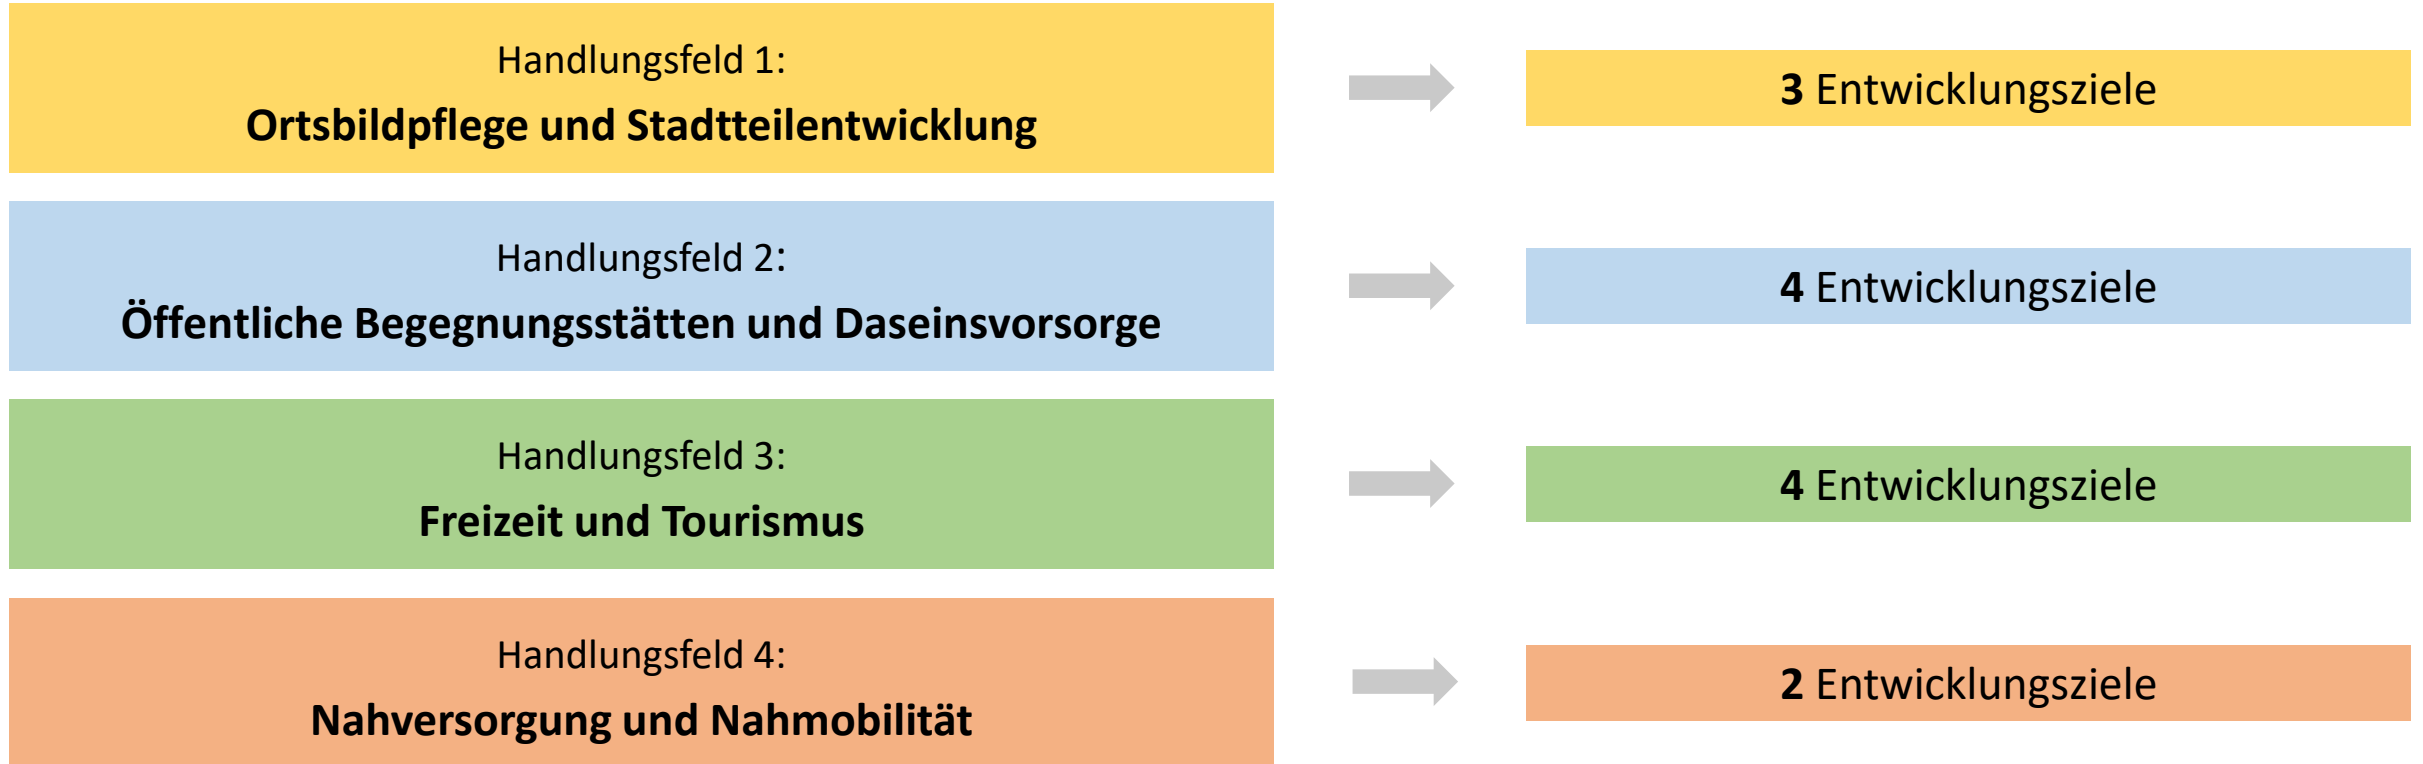 Handlungsfeld 1:
Ortsbildpflege und Stadtteilentwicklung
3 Entwicklungsziele
Handlungsfeld 2:
Öffentliche Begegnungsstätten und Daseinsvorsorge
4 Entwicklungsziele
Handlungsfeld 3:
Freizeit und Tourismus
4 Entwicklungsziele
Handlungsfeld 4:
Nahversorgung und Nahmobilität
2 Entwicklungsziele